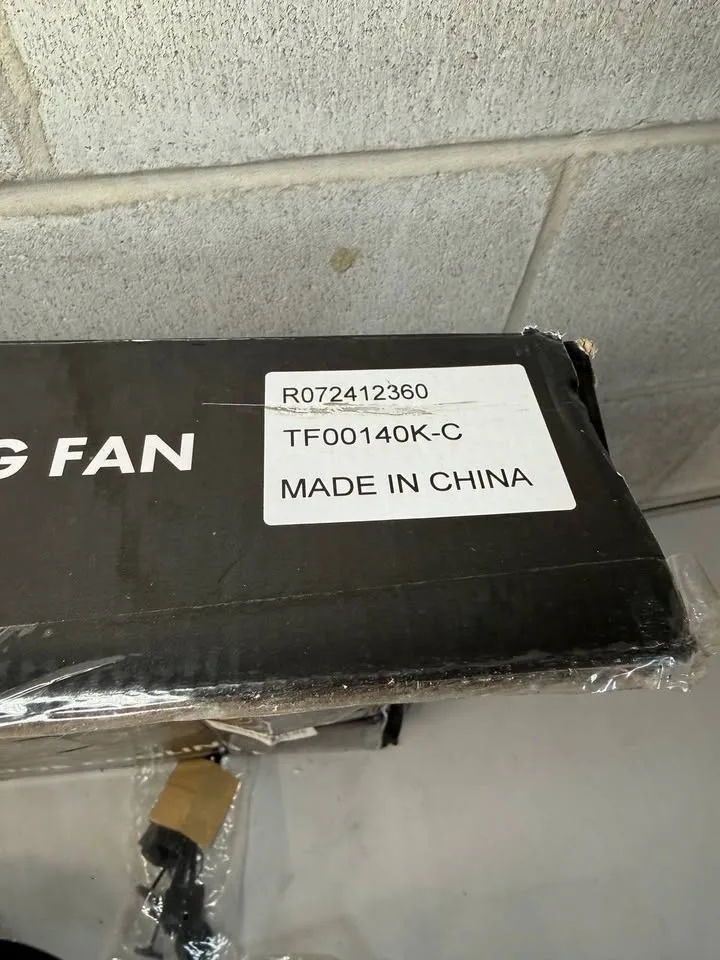 G FAN
R072412360
TF00140K-C
MADE IN CHINA